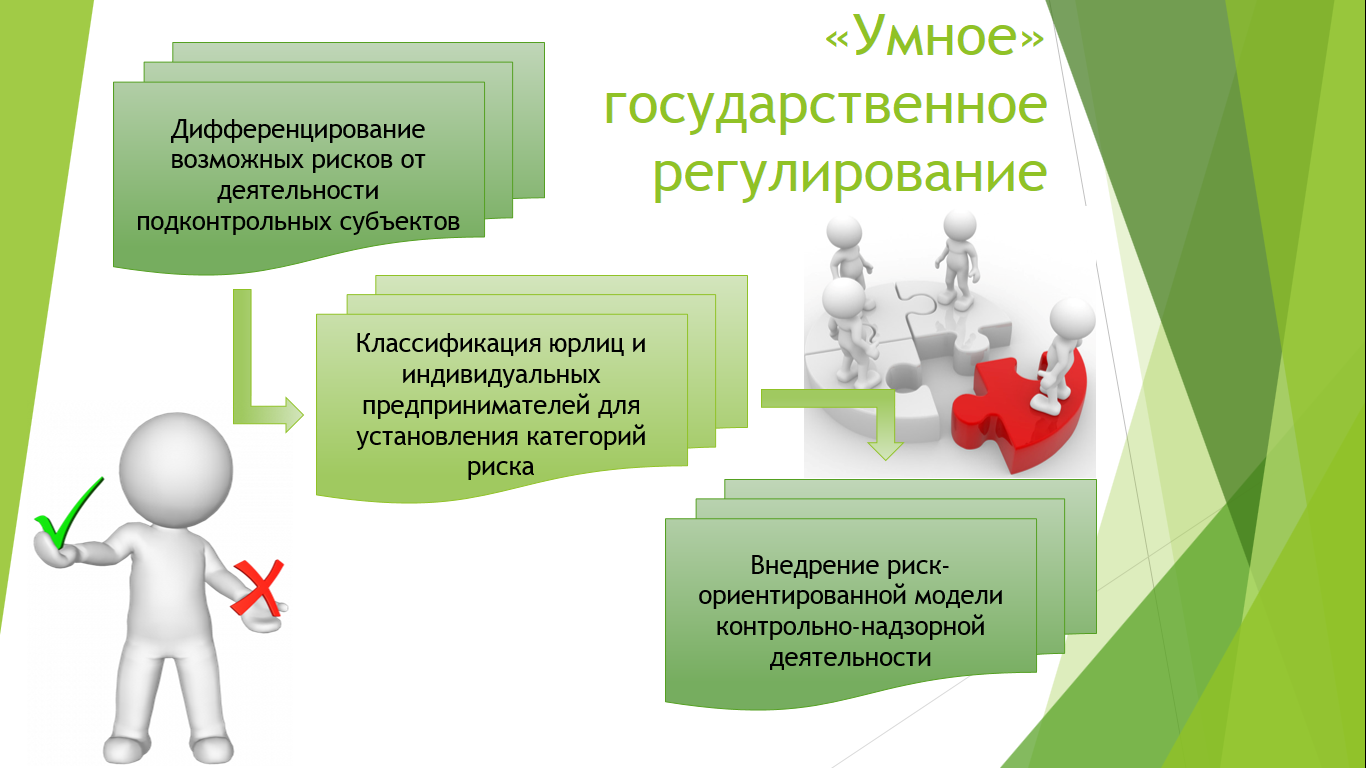 «Умное»
государственное
регулирование
Дифференцирование
возможных рисков от
деятельности
подконтрольных субъектов
Классификация юрлиц и
индивидуальных
предпринимателей для
установления категорий
риска
Внедрение риск-
ориентированной модели
контрольно-надзорной
деятельности